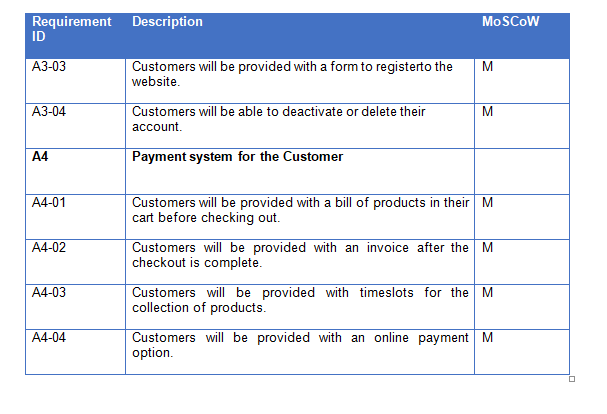 Requirement Description MoSCoW
ID
A3-03 Customers will be provided with a form to registerto the M
website.
A3-04 Customers will be able to deactivate or delete their M
account.
A4 Payment system for the Customer
A4-01 Customers will be provided with a bill of products in their M
cart before checking out.
A4-02 Customers will be provided with an invoice after the M
checkout is complete.
A4-03 Customers will be provided with timeslots for the M
collection of products.
A4-04 Customers will be provided with an online payment M
option.